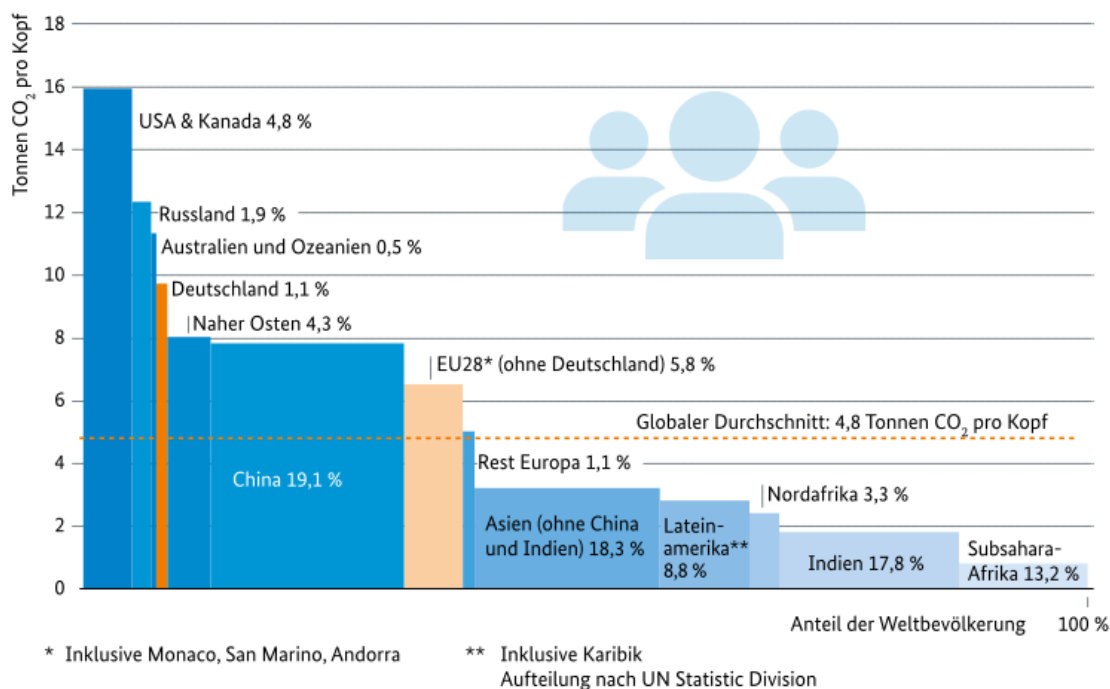 Tonnen CO₂ pro Kopf
18
16
14
12
10
8
6
4
2
0
USA & Kanada 4,8 %
Russland 1,9 %
Australien und Ozeanien 0,5 %
Deutschland 1,1 %
Naher Osten 4,3 %
China 19,1 %
EU28* (ohne Deutschland) 5,8 %
Globaler Durchschnitt: 4,8 Tonnen CO₂ pro Kopf
Rest Europa 1,1 %
Asien (ohne China
und Indien) 18,3 %
Latein-
amerika**
8,8 %
Nordafrika 3,3 %
Indien 17,8 %
Subsahara-
Afrika 13,2 %
Anteil der Weltbevölkerung 100 %
* Inklusive Monaco, San Marino, Andorra
** Inklusive Karibik
Aufteilung nach UN Statistic Division